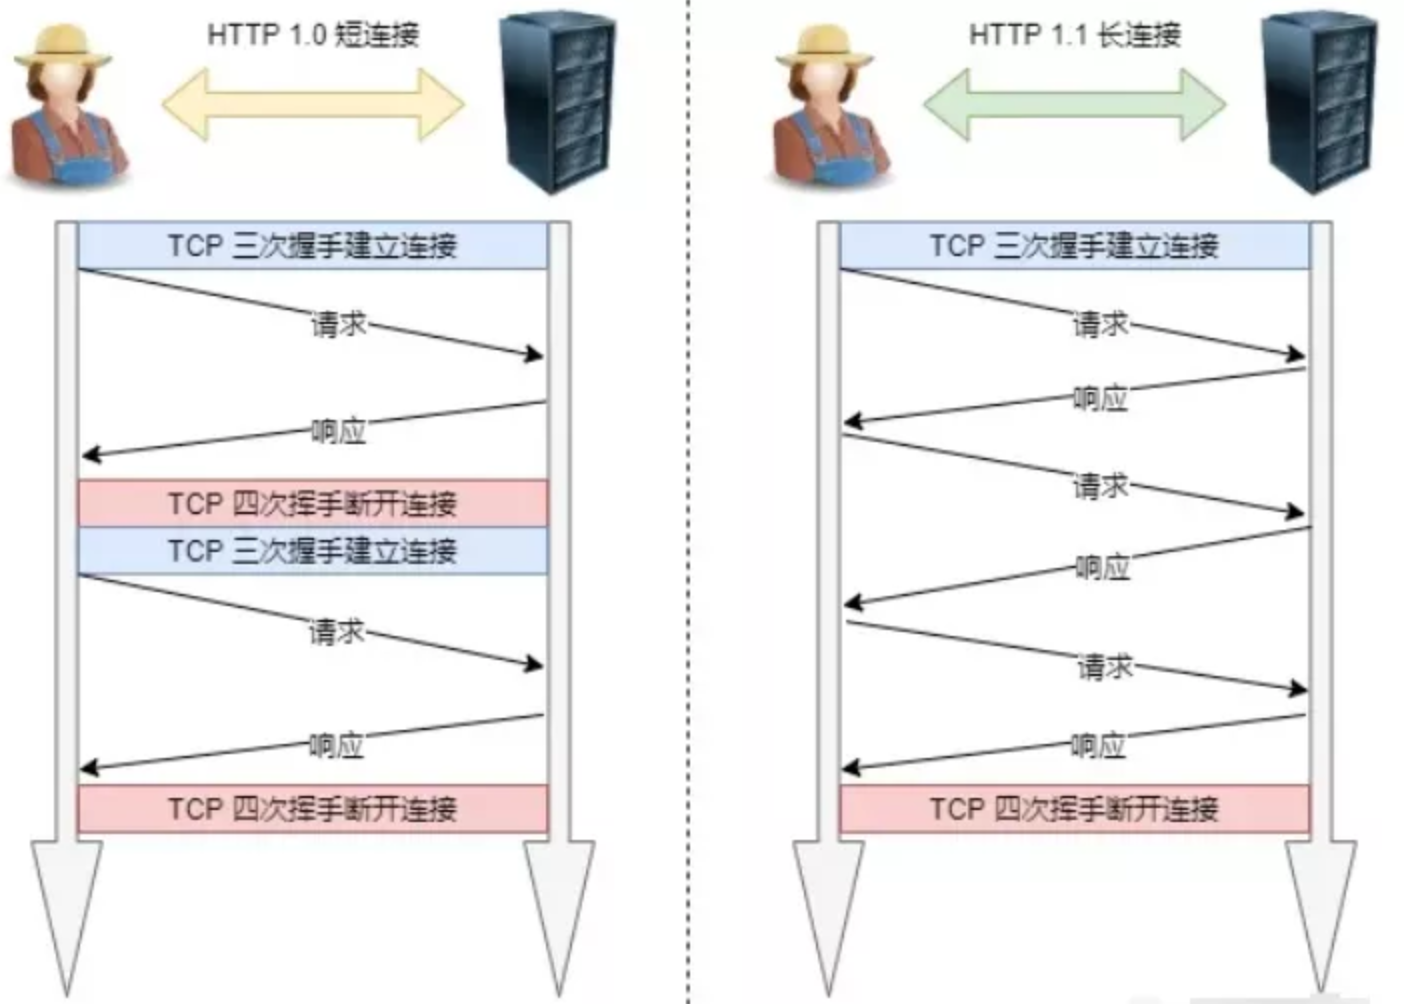 HTTP 1.0 短连接
TCP 三次握手建立连接
请求
响应
TCP 四次挥手断开连接
TCP 三次握手建立连接
请求
响应
TCP 四次挥手断开连接
HTTP 1.1 长连接
TCP 三次握手建立连接
请求
响应
请求
响应
请求
响应
TCP 四次挥手断开连接